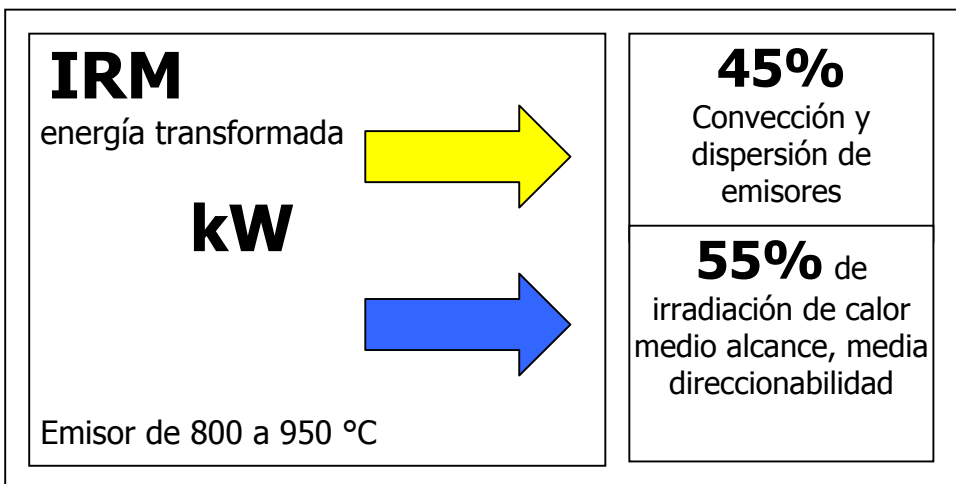 IRM
energía transformada
kW
Emisor de 800 a 950 °C
45%
Convección y
dispersión de
emisores
55% de
irradiación de calor
medio alcance, media
direccionabilidad